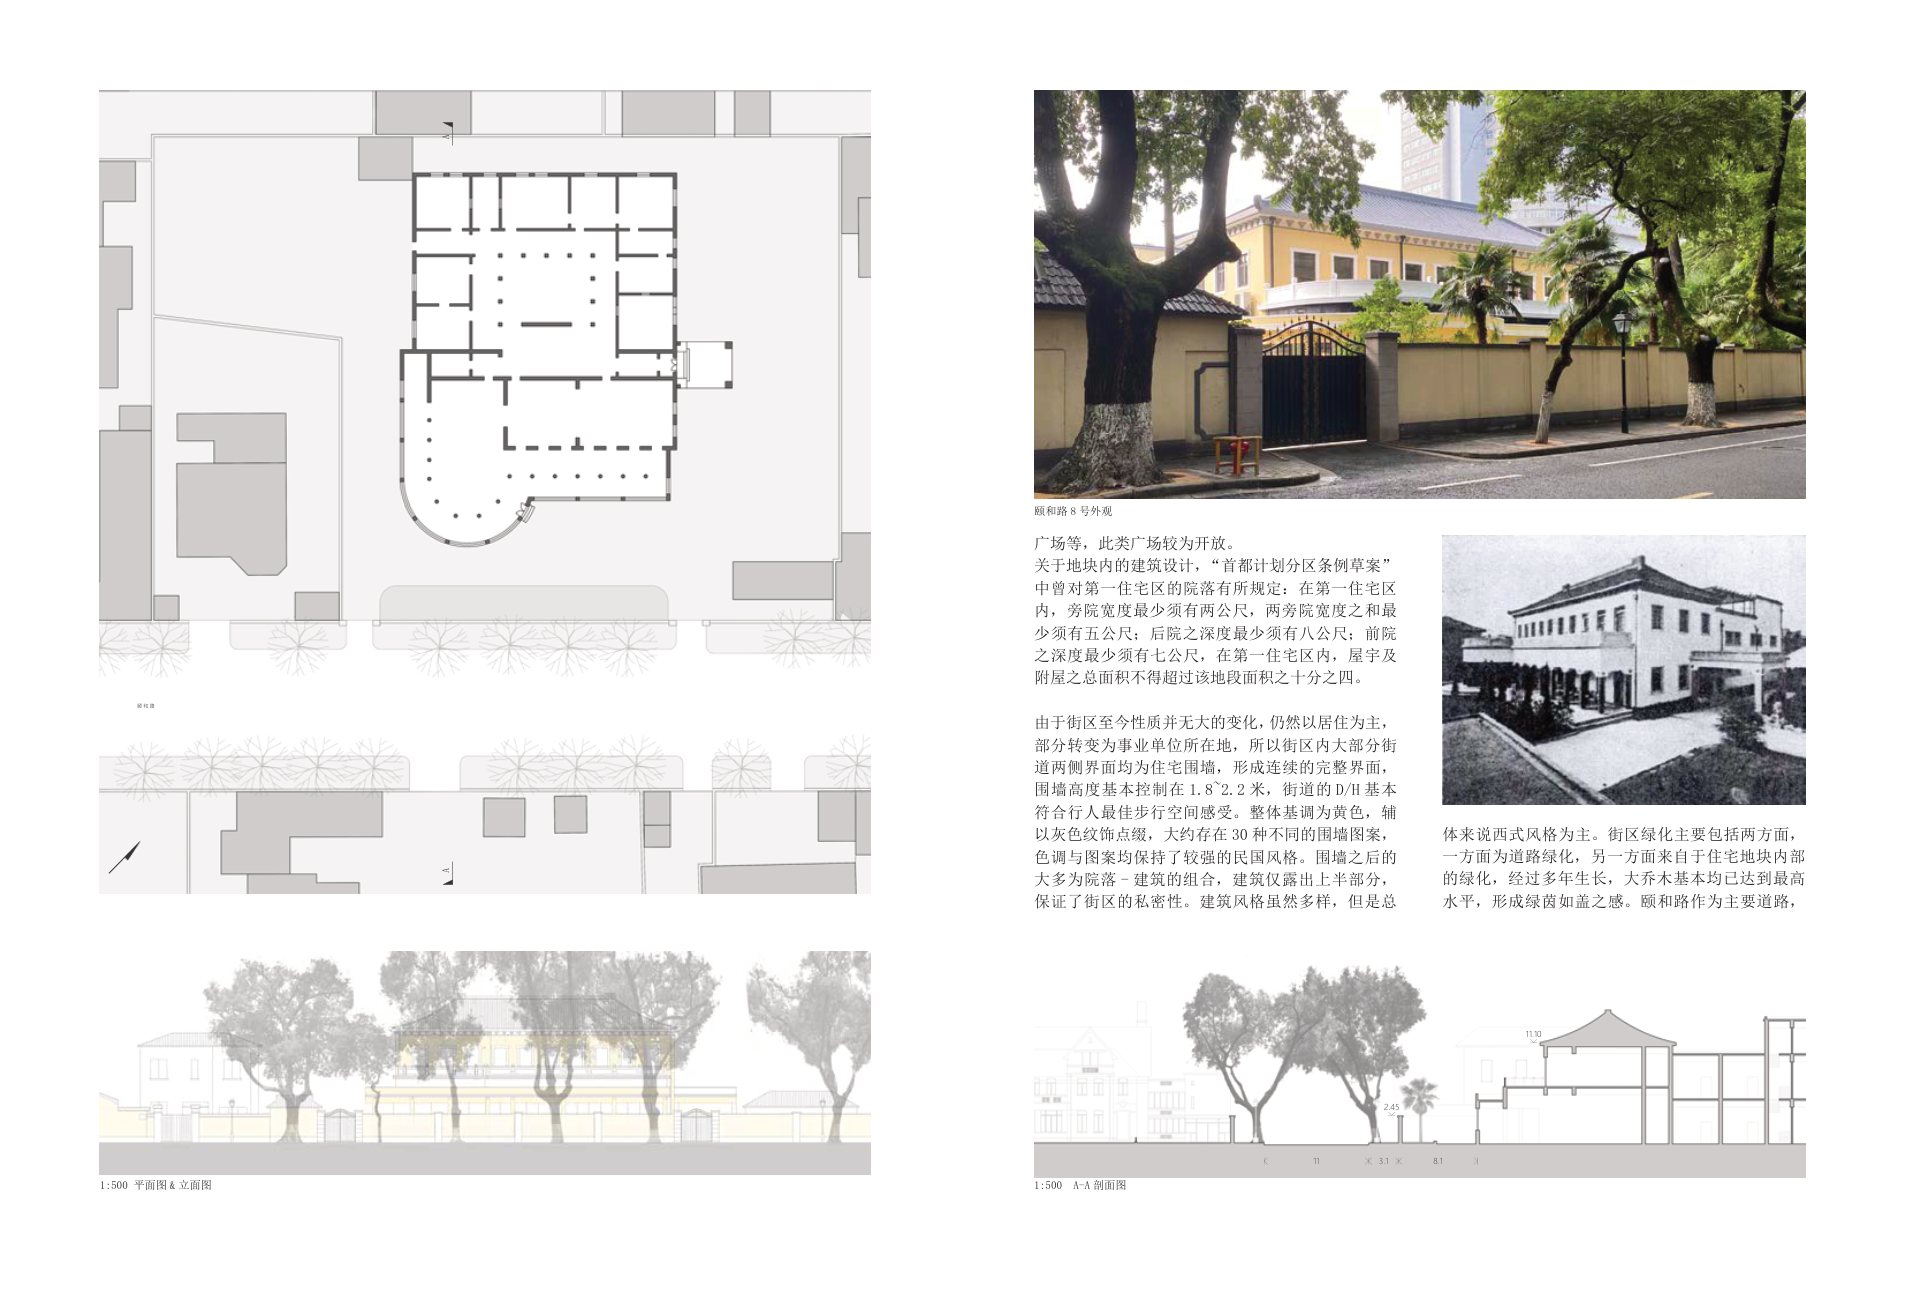 A
颐和路
A
1:500 平面图&立面图
颐和路8号外观
广场等，此类广场较为开放。
关于地块内的建筑设计，“首都计划分区条例草案”
中曾对第一住宅区的院落有所规定：在第一住宅区
内，旁院宽度最少须有两公尺，两旁院宽度之和最
少须有五公尺；后院之深度最少须有八公尺；前院
之深度最少须有七公尺，在第一住宅区内，屋宇及
附屋之总面积不得超过该地段面积之十分之四。
由于街区至今性质并无大的变化，仍然以居住为主，
部分转变为事业单位所在地，所以街区内大部分街
道两侧界面均为住宅围墙，形成连续的完整界面，
围墙高度基本控制在1.8~2.2米，街道的D/H基本
符合行人最佳步行空间感受。整体基调为黄色，辅
以灰色纹饰点缀，大约存在30种不同的围墙图案，
色调与图案均保持了较强的民国风格。围墙之后的
大多为院落-建筑的组合，建筑仅露出上半部分，
保证了街区的私密性。建筑风格虽然多样，但是总
体来说西式风格为主。街区绿化主要包括两方面，
一方面为道路绿化，另一方面来自于住宅地块内部
的绿化，经过多年生长，大乔木基本均已达到最高
水平，形成绿茵如盖之感。颐和路作为主要道路，
11.10
2.45
11 3.1 8.1
1:500 A-A剖面图